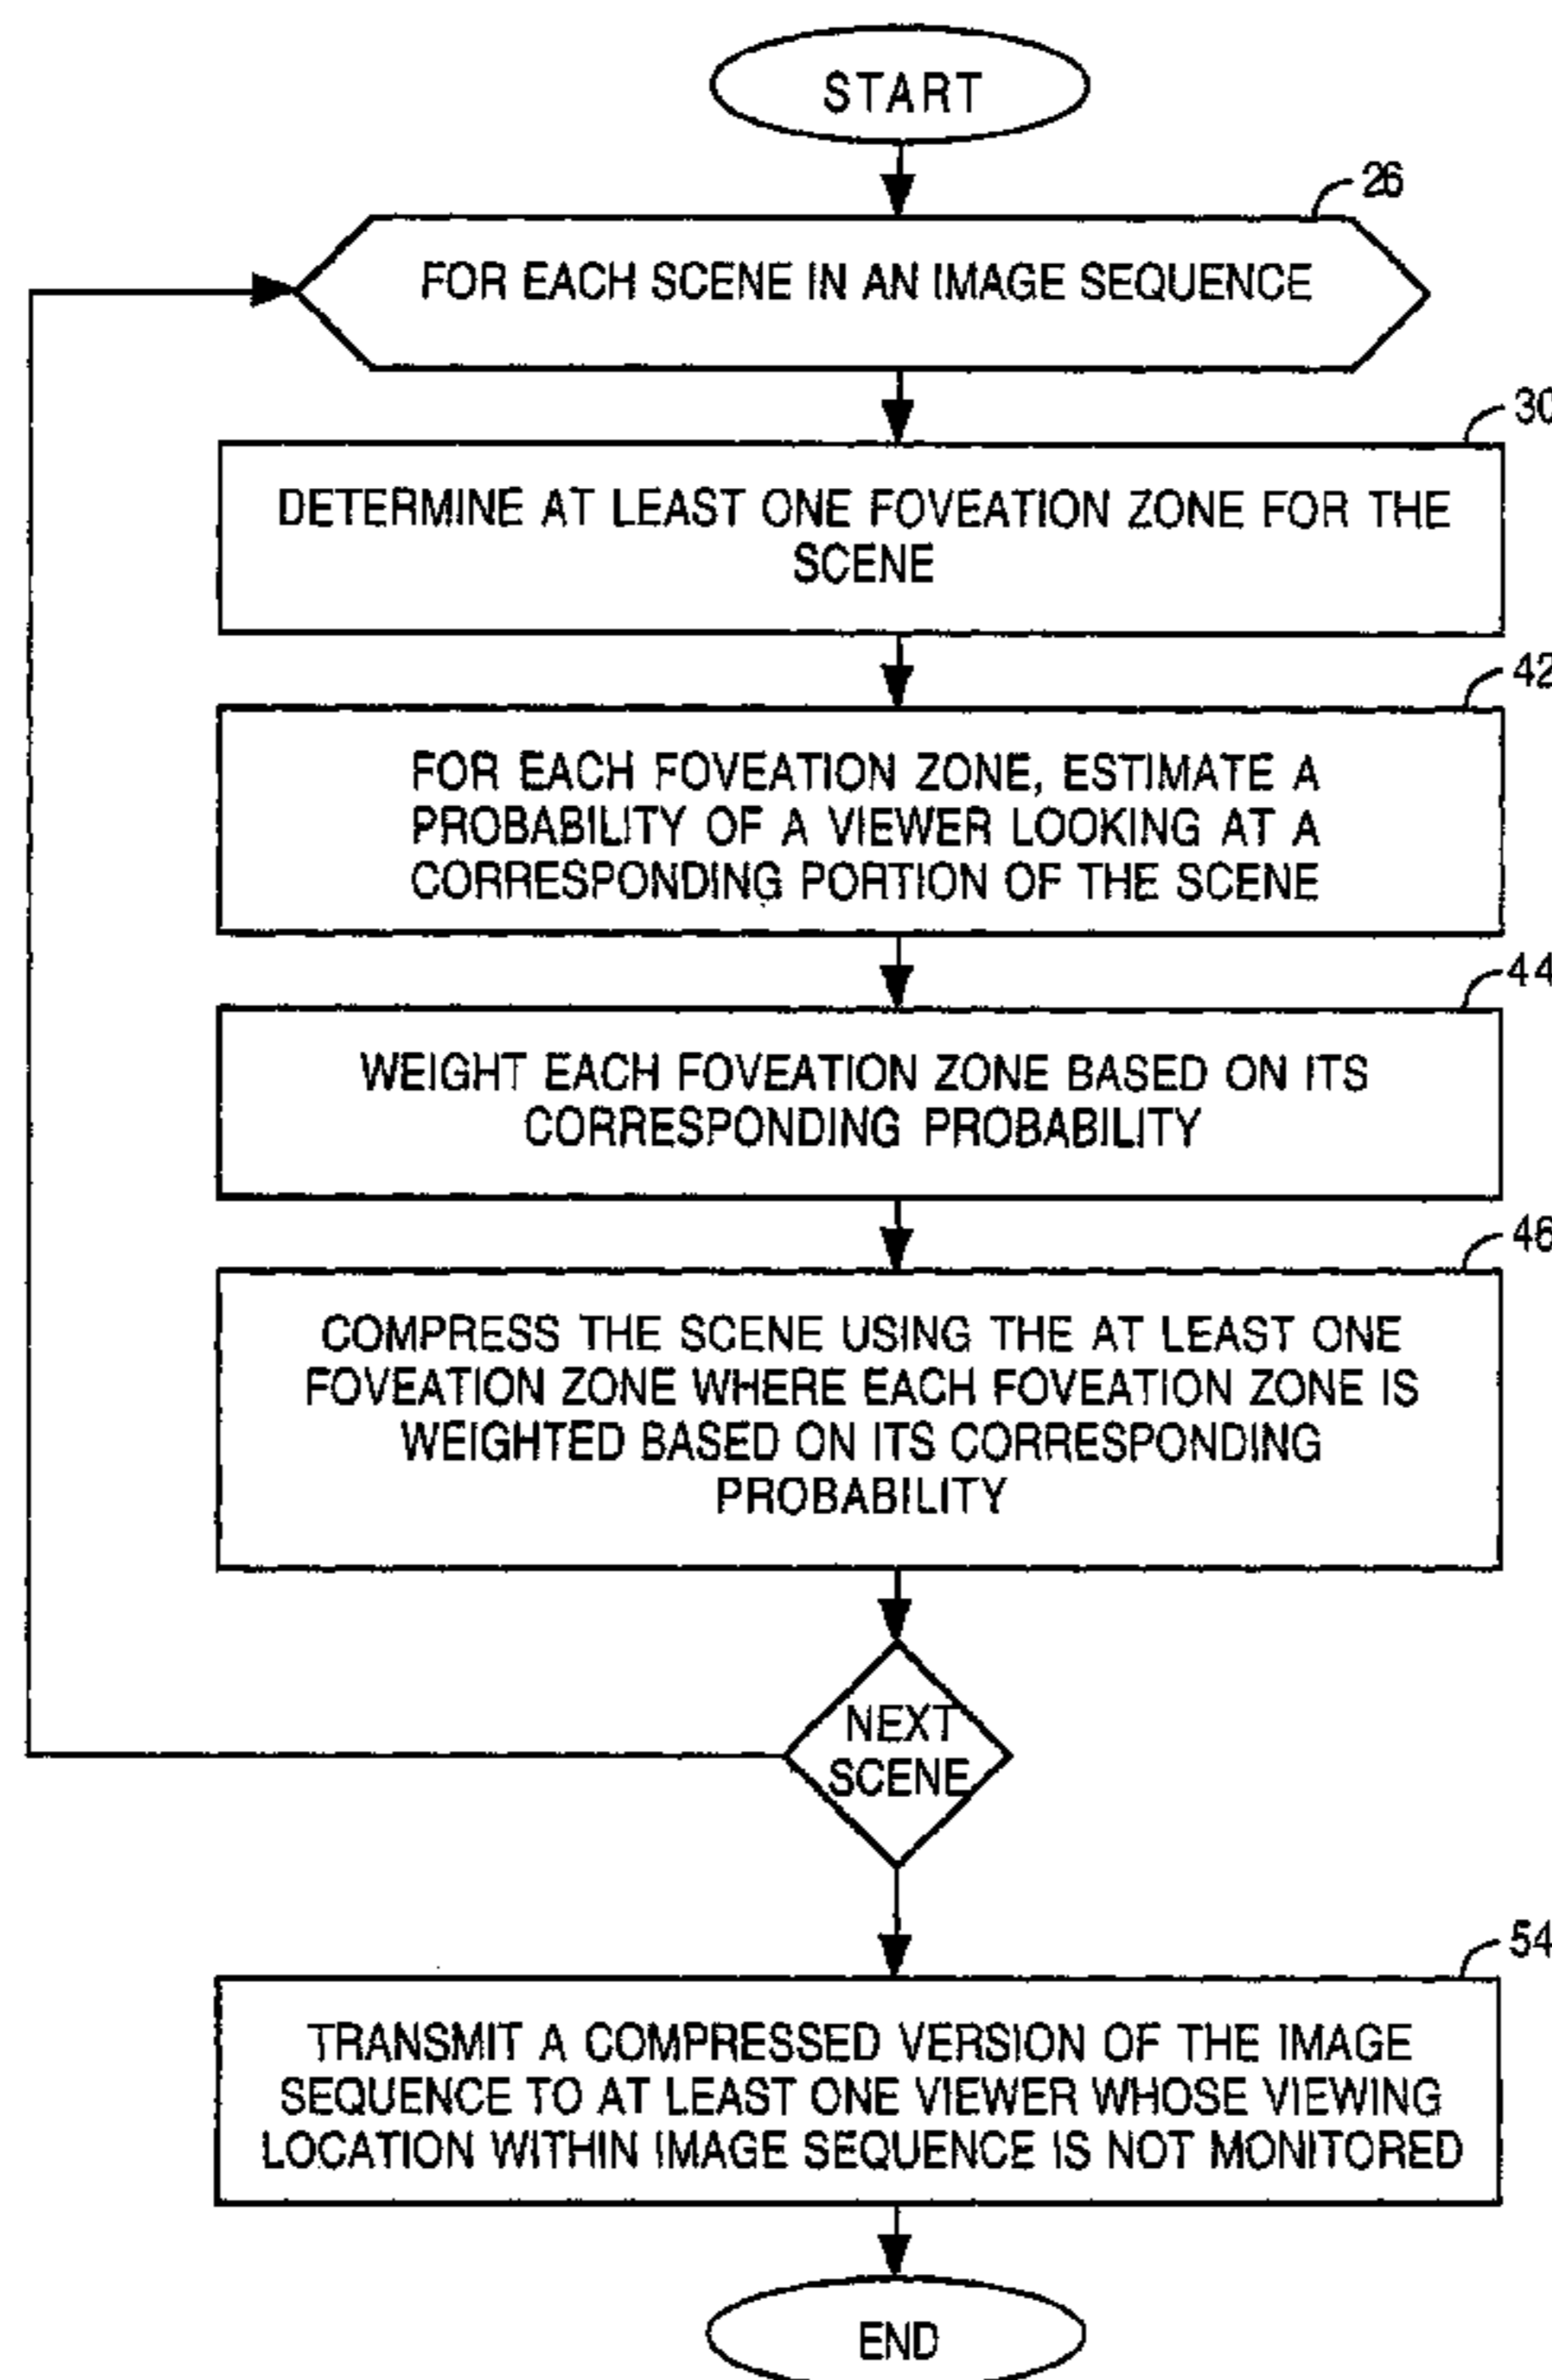 START
26
FOR EACH SCENE IN AN IMAGE SEQUENCE
30
DETERMINE AT LEAST ONE FOVEATION ZONE FOR THE
SCENE
42
FOR EACH FOVEATION ZONE, ESTIMATE A
PROBABILITY OF A VIEWER LOOKING AT A
CORRESPONDING PORTION OF THE SCENE
44
WEIGHT EACH FOVEATION ZONE BASED ON ITS
CORRESPONDING PROBABILITY
46
COMPRESS THE SCENE USING THE AT LEAST ONE
FOVEATION ZONE WHERE EACH FOVEATION ZONE IS
WEIGHTED BASED ON ITS CORRESPONDING
PROBABILITY
NEXT
SCENE
54
TRANSMIT A COMPRESSED VERSION OF THE IMAGE
SEQUENCE TO AT LEAST ONE VIEWER WHOSE VIEWING
LOCATION WITHIN IMAGE SEQUENCE IS NOT MONITORED
END